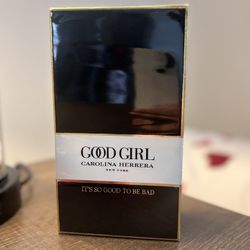 GOOD GIRL
CAROLINA HERRERA
NEW YORK
IT'S SO GOOD TO BE BAD